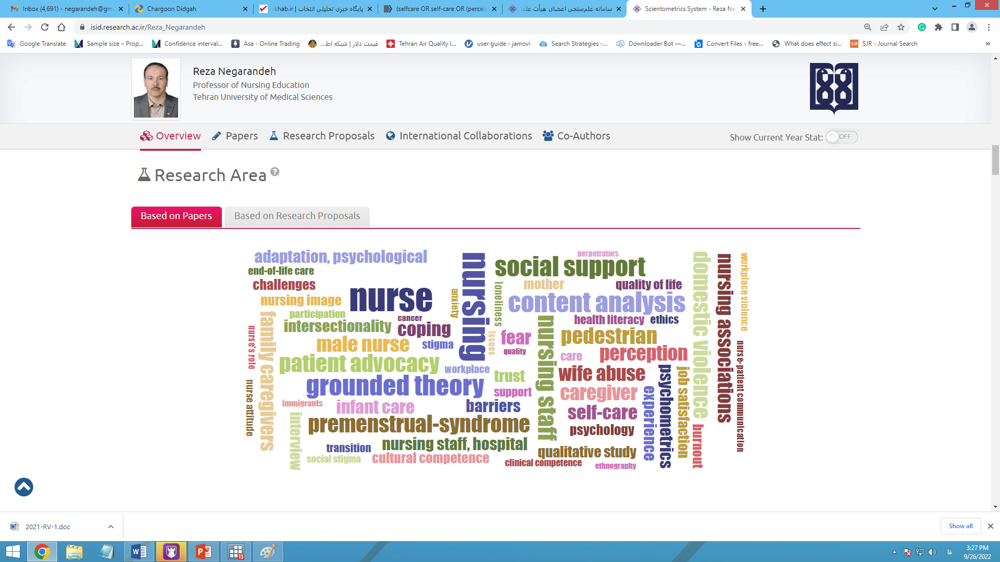 Inbox (4,691) - negarandeh@gm
Chargoon Didgah
پایگاه خبری تحلیلی انتخاب | ekhab.ir
(selfcare OR self-care OR (percei
سامانه علم‌سنجی اعضای هیأت علم
Scientometrics System - Reza Ne
isid.research.ac.ir/Reza_Negarandeh
Google Translate
Sample size – Prop...
Confidence interval...
Asa - Online Trading
قیمت دلار | شبکه اط...
Tehran Air Quality I...
user guide - jamovi
Search Strategies -...
Downloader Bot —...
Convert Files - free...
What does effect si...
SJR
SJR - Journal Search
»
Reza Negarandeh
Professor of Nursing Education
Tehran University of Medical Sciences
Overview
Papers
Research Proposals
International Collaborations
Co-Authors
Show Current Year Stat:
OFF
Research Area
?
Based on Papers
Based on Research Proposals
adaptation, psychological
end-of-life care
challenges
nursing image
nurse
participation
cancer
intersectionality
coping
male nurse
stigma
patient advocacy
workplace
grounded theory
immigrants
infant care
barriers
premenstrual-syndrome
transition
nursing staff, hospital
social stigma
cultural competence
nurse's role
nurse attitude
family caregivers
interview
anxiety
nursing
issues
loneliness
perpetrators
social support
mother
quality of life
content analysis
health literacy
ethics
fear
pedestrian
quality
care
perception
trust
wife abuse
support
caregiver
self-care
psychology
qualitative study
clinical competence
ethnography
nursing staff
experience
psychometrics
job satisfaction
domestic violence
burnout
nursing associations
workplace violence
nurse-patient communication
2021-RV-1.doc
Show all
13
فا
3:27 PM
9/26/2022